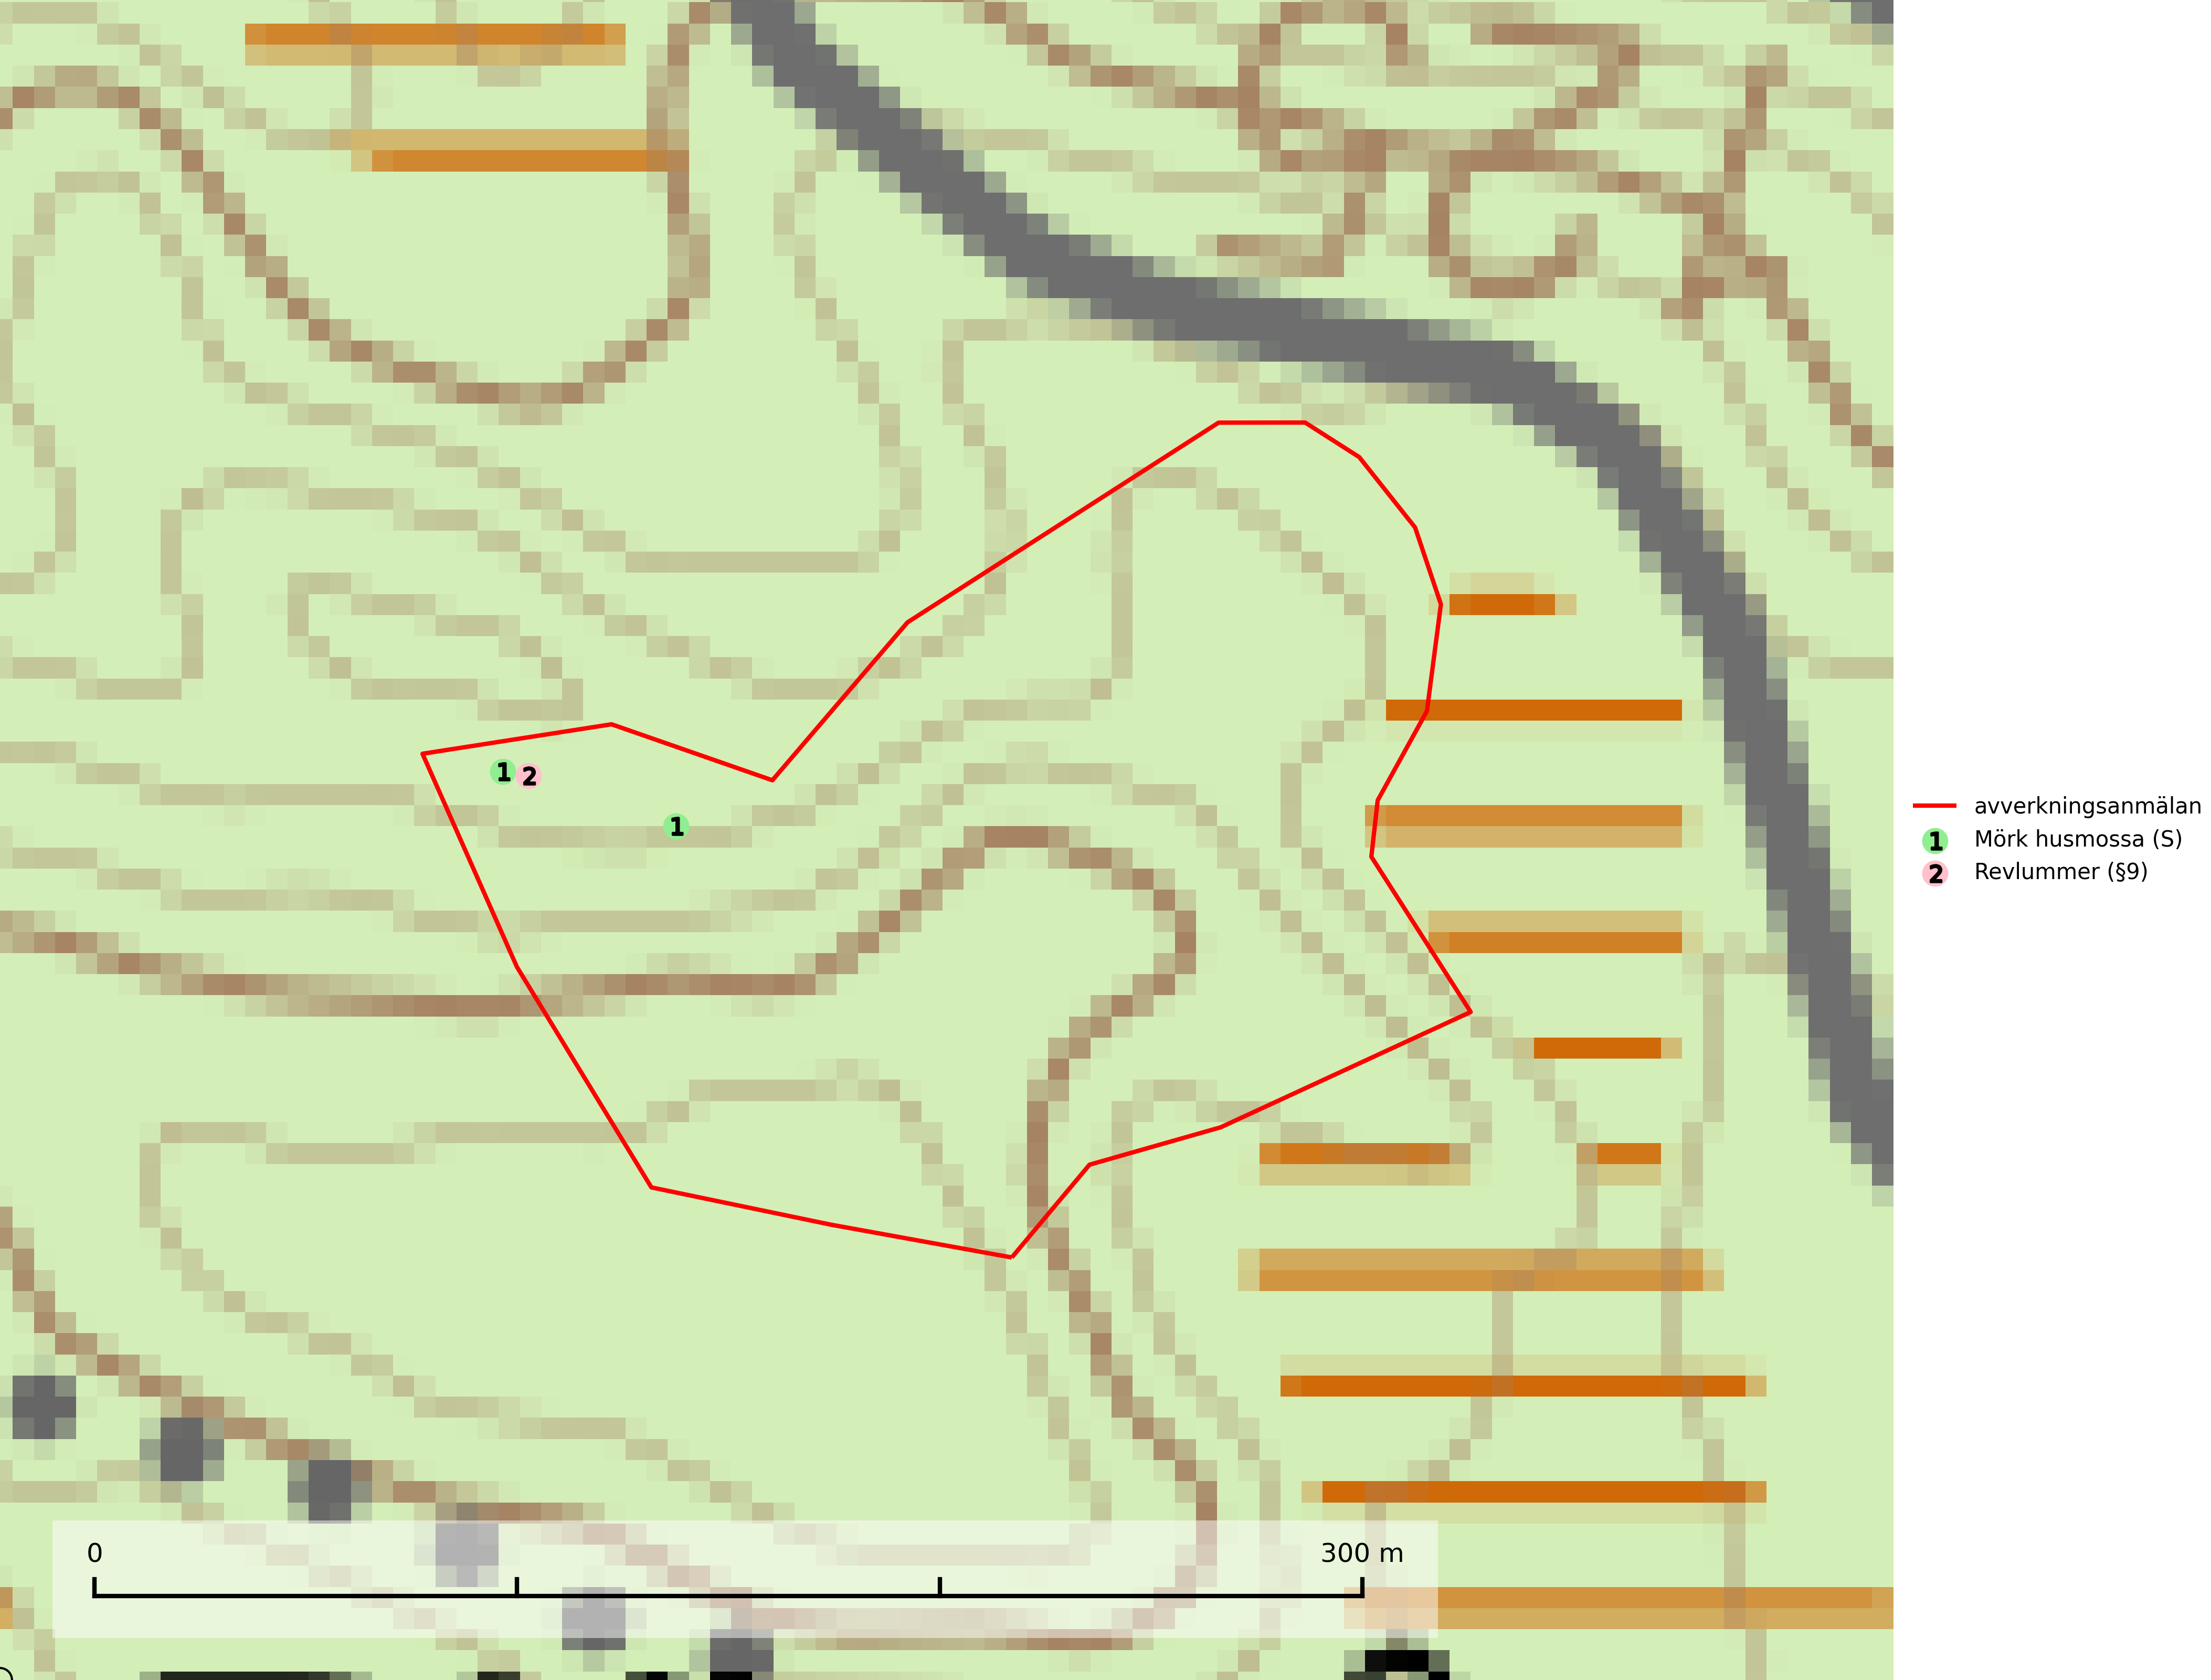 1 2
1
avverkningsanmälan
1 Mörk husmossa (S)
2 Revlummer (§9)
0 300 m